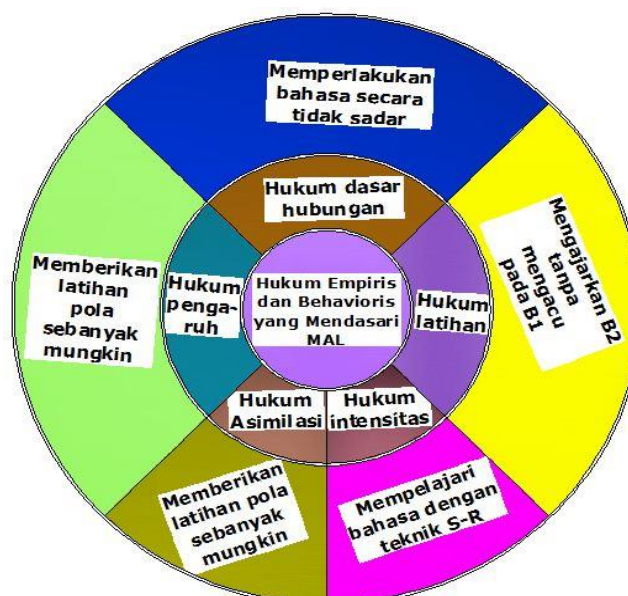 Memperlakukan
bahasa secara
tidak sadar
Hukum dasar
hubungan
Memberikan
latihan
pola
sebanyak
mungkin
Hukum
penga-
ruh
Hukum Empiris
dan Behavioris
yang Mendasari
MAL
Hukum
latihan
Mengajarkan B2
tanpa
mengacu
pada B1
Hukum
Asimilasi
Hukum
intensitas
Memberikan
latihan pola
sebanyak
mungkin
Mempelajari
bahasa dengan
teknik S-R